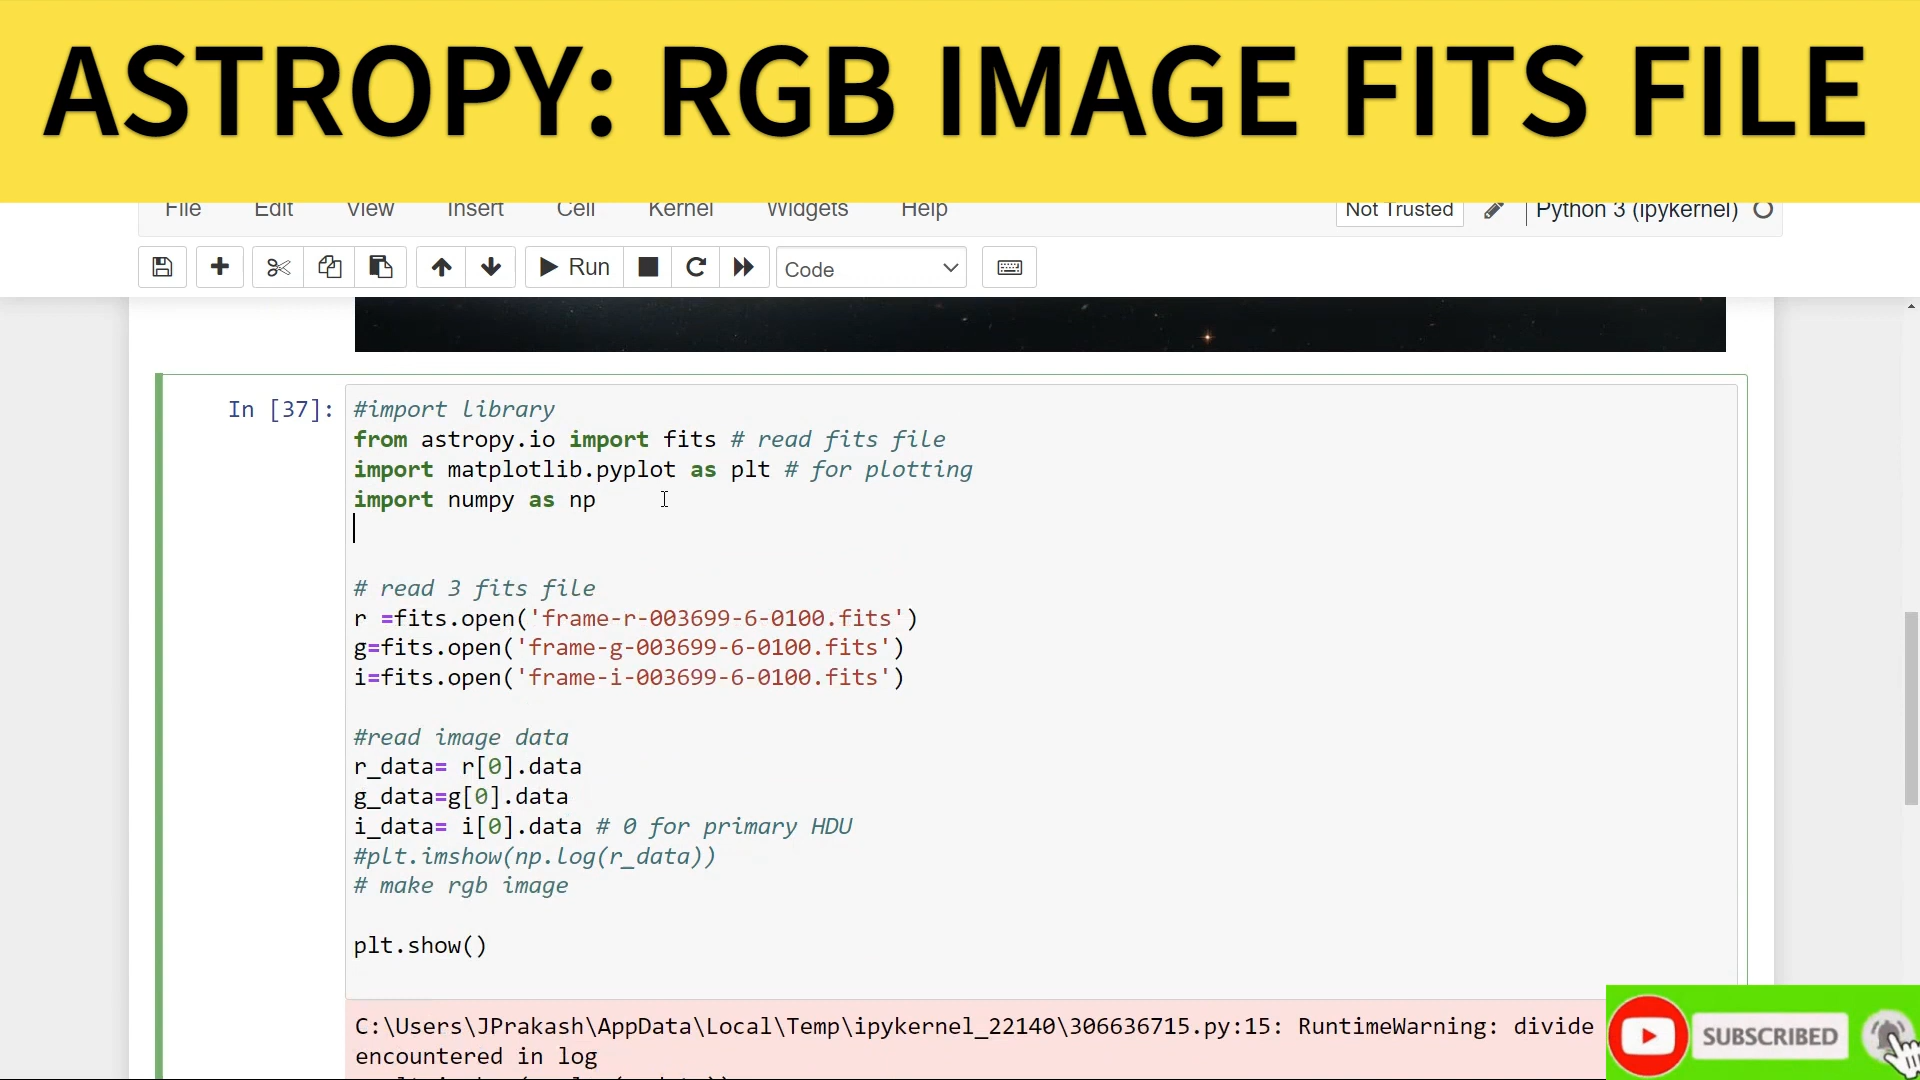 ASTROPY: RGB IMAGE FITS FILE
File Edit View Insert Cell Kernel Widgets Help Not Trusted Python 3 (ipykernel)
Run Code
In [37]:
#import library
from astropy.io import fits # read fits file
import matplotlib.pyplot as plt # for plotting
import numpy as np
# read 3 fits file
r =fits.open('frame-r-003699-6-0100.fits')
g=fits.open('frame-g-003699-6-0100.fits')
i=fits.open('frame-i-003699-6-0100.fits')
#read image data
r_data= r[0].data
g_data=g[0].data
i_data= i[0].data # 0 for primary HDU
#plt.imshow(np.log(r_data))
# make rgb image
plt.show()
C:\Users\JPrakash\AppData\Local\Temp\ipykernel_22140\306636715.py:15: RuntimeWarning: divide
encountered in log
SUBSCRIBED